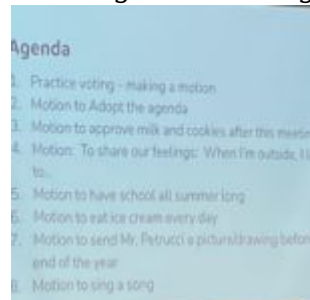 Agenda
1. Practice voting - making a motion
2. Motion to Adopt the agenda
3. Motion to approve milk and cookies after this meetin
4. Motion: To share our feelings: When I'm outside, I l
to...
5. Motion to have school all summer long
6. Motion to eat ice cream every day
7. Motion to send Mr. Petrucci a picture/drawing before
end of the year
8. Motion to sing a song